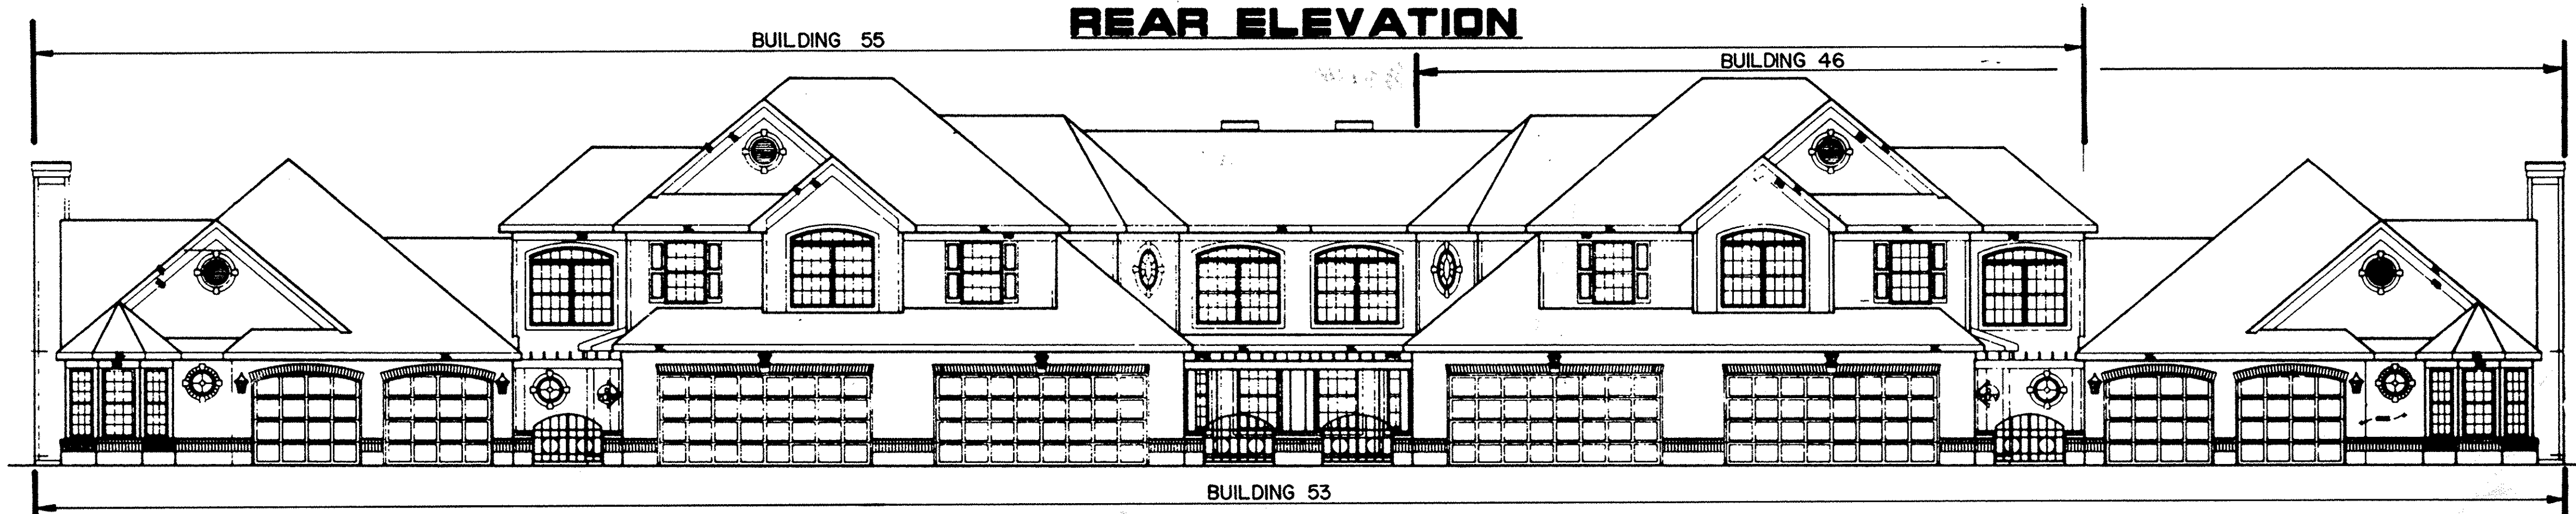 REAR ELEVATION
BUILDING 55
BUILDING 46
BUILDING 53